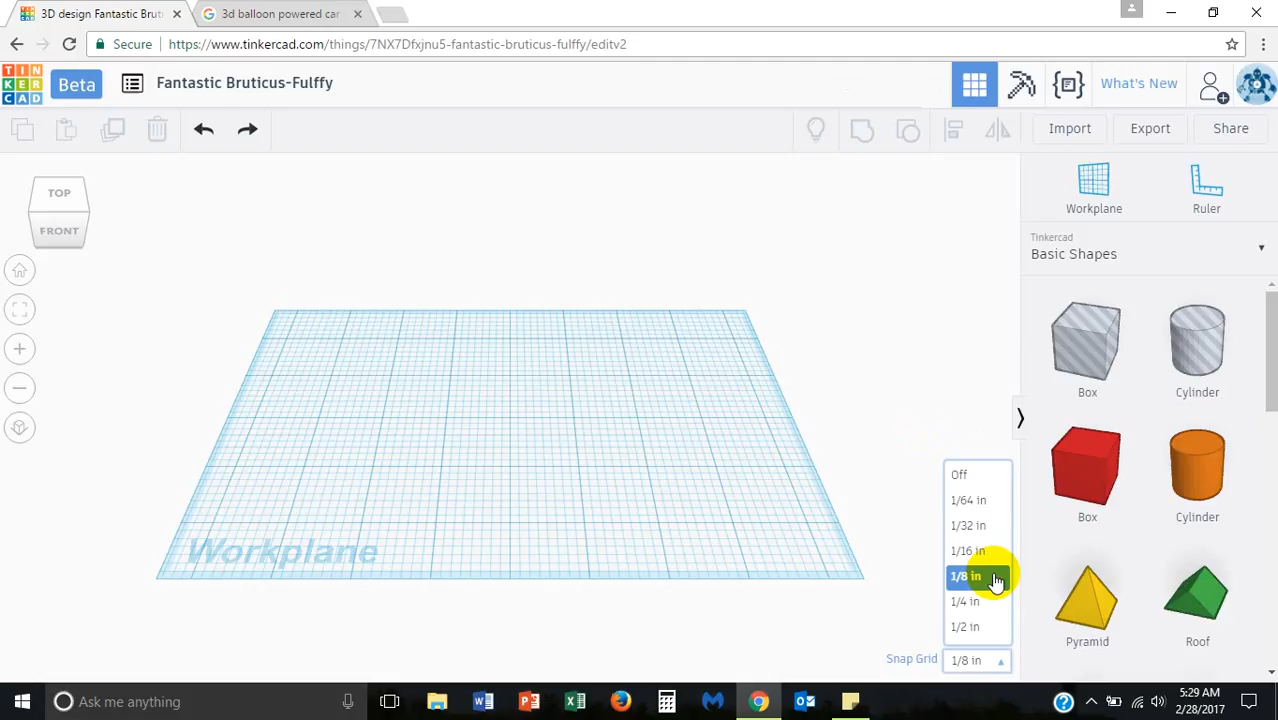 3D design Fantastic Brut
3d balloon powered car
Secure
https://www.tinkercad.com/things/7NX7Dfxjnu5-fantastic-bruticus-fulffy/editv2
TIN
KER
CAD
Beta
Fantastic Bruticus-Fulffy
What's New
Import
Export
Share
TOP
FRONT
Workplane
Ruler
Tinkercad
Basic Shapes
Box
Cylinder
Box
Cylinder
Pyramid
Roof
Workplane
Off
1/64 in
1/32 in
1/16 in
1/8 in
1/4 in
1/2 in
Snap Grid
1/8 in
Ask me anything
5:29 AM
2/28/2017